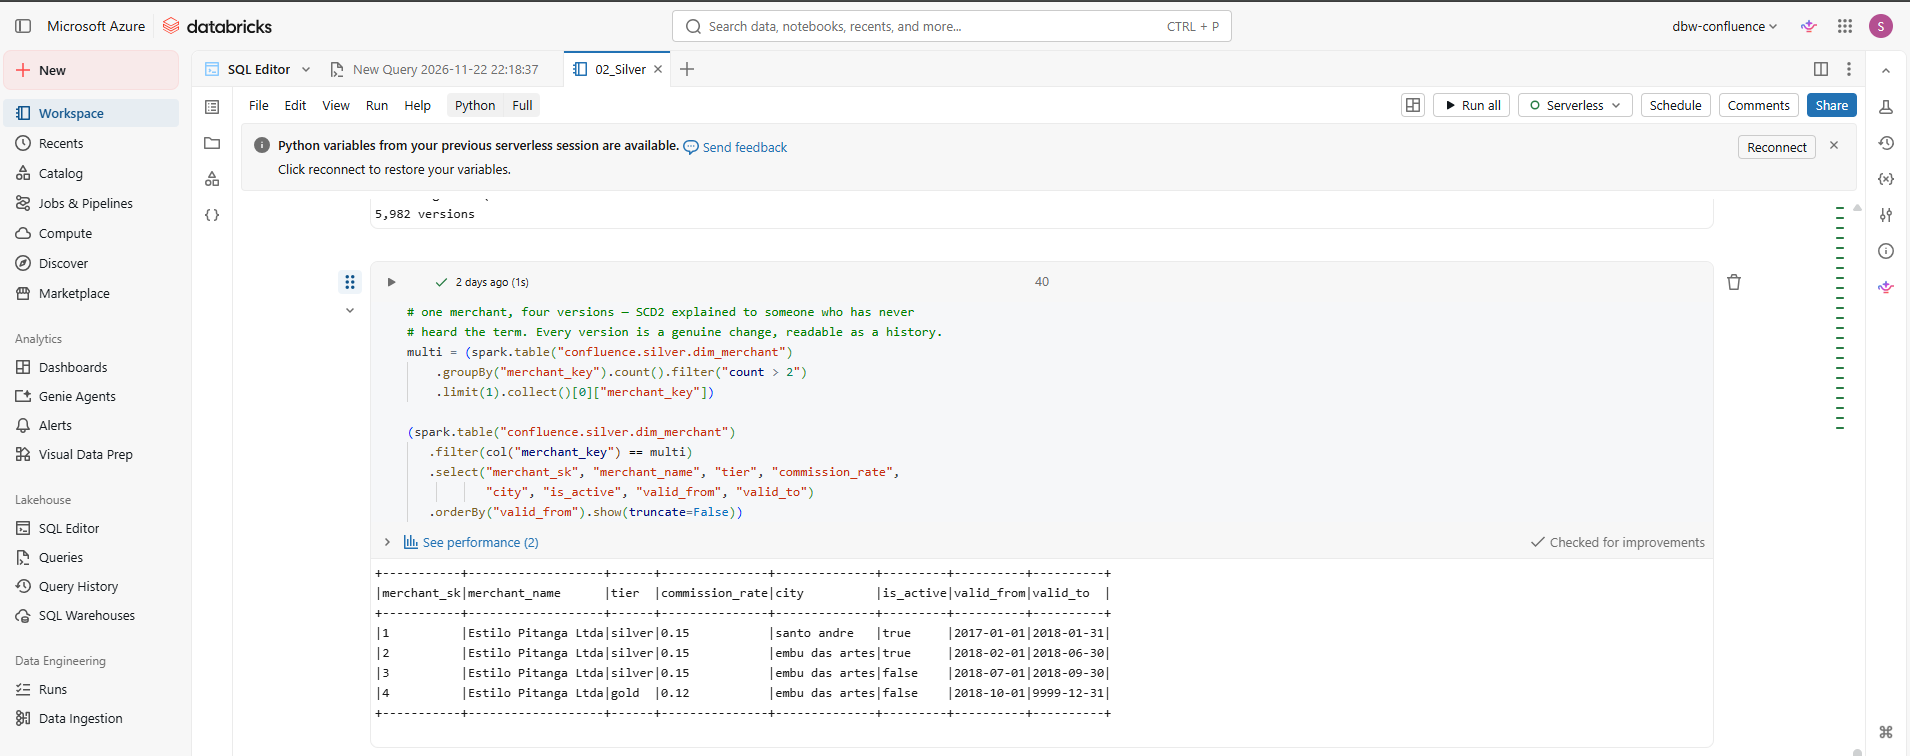 Microsoft Azure databricks
Search data, notebooks, recents, and more... CTRL + P
dbw-confluence
S
New
Workspace
Recents
Catalog
Jobs & Pipelines
Compute
Discover
Marketplace
Analytics
Dashboards
Genie Agents
Alerts
Visual Data Prep
Lakehouse
SQL Editor
Queries
Query History
SQL Warehouses
Data Engineering
Runs
Data Ingestion
SQL Editor New Query 2026-11-22 22:18:37 02_Silver
File Edit View Run Help Python Full
Run all Serverless Schedule Comments Share
Python variables from your previous serverless session are available. Send feedback
Click reconnect to restore your variables.
Reconnect
5,982 versions
2 days ago (1s) 40
# one merchant, four versions — SCD2 explained to someone who has never
# heard the term. Every version is a genuine change, readable as a history.
multi = (spark.table("confluence.silver.dim_merchant")
.groupBy("merchant_key").count().filter("count > 2")
.limit(1).collect()[0]["merchant_key"])
(spark.table("confluence.silver.dim_merchant")
.filter(col("merchant_key") == multi)
.select("merchant_sk", "merchant_name", "tier", "commission_rate",
"city", "is_active", "valid_from", "valid_to")
.orderBy("valid_from").show(truncate=False))
See performance (2) Checked for improvements
+-----------+------------------+------+---------------+--------------+---------+----------+----------+
|merchant_sk|merchant_name     |tier  |commission_rate|city          |is_active|valid_from|valid_to  |
+-----------+------------------+------+---------------+--------------+---------+----------+----------+
|1          |Estilo Pitanga Ltda|silver|0.15           |santo andre   |true     |2017-01-01|2018-01-31|
|2          |Estilo Pitanga Ltda|silver|0.15           |embu das artes|true     |2018-02-01|2018-06-30|
|3          |Estilo Pitanga Ltda|silver|0.15           |embu das artes|false    |2018-07-01|2018-09-30|
|4          |Estilo Pitanga Ltda|gold  |0.12           |embu das artes|false    |2018-10-01|9999-12-31|
+-----------+------------------+------+---------------+--------------+---------+----------+----------+